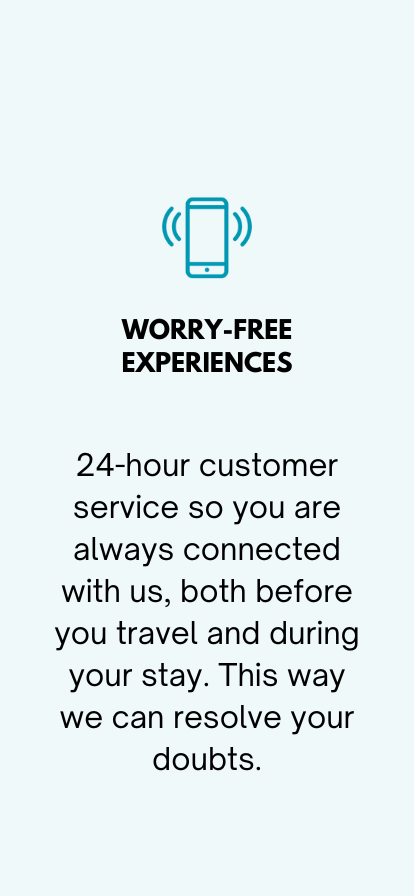 WORRY-FREE
EXPERIENCES
24-hour customer
service so you are
always connected
with us, both before
you travel and during
your stay. This way
we can resolve your
doubts.